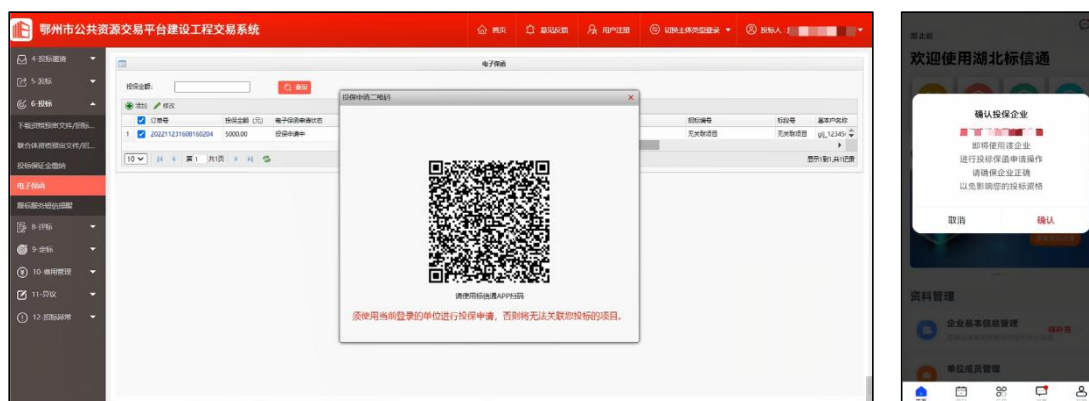 鄂州市公共资源交易平台建设工程交易系统
首页
意见反馈
用户注册
切换主体类型登录
投标人：
4-投标邀请
5-招标
6-投标
下载资格预审文件/招标...
联合体资格预审文件/招...
投标保证金缴纳
电子保函
履标服务短信提醒
8-评标
9-定标
10-费用管理
11-异议
12-招标异常
电子保函
投保金额：
查询
添加
修改
订单号
投保金额（元）
电子保函申请状态
招标编号
标段号
基本户名称
1
202211231608160204
5000.00
投保申请中
无关联项目
无关联项目
10
第 1
共1页
显示1到1,共1记录
投保申请二维码
请使用标信通APP扫码
须使用当前登录的单位进行投保申请，否则将无法关联您投标的项目。
湖北省
欢迎使用湖北标信通
确认投保企业
即将使用该企业
进行投标保函申请操作
请确保企业正确
以免影响您的投标资格
取消
确认
资料管理
企业基本信息管理
待补充
单位成员管理